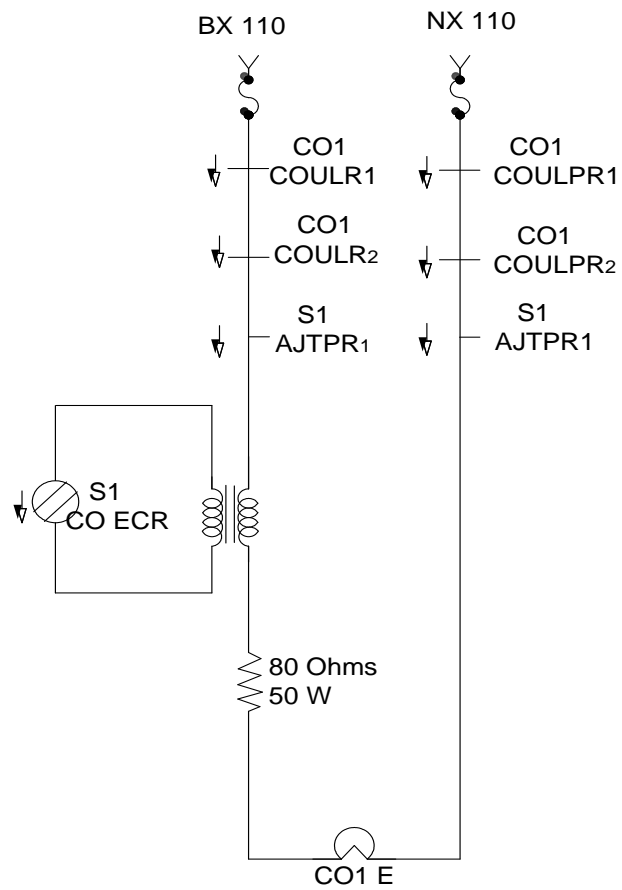 BX 110
NX 110
CO1
COULR1
CO1
COULPR1
CO1
COULR2
CO1
COULPR2
S1
AJTPR1
S1
AJTPR1
S1
CO ECR
80 Ohms
50 W
CO1 E